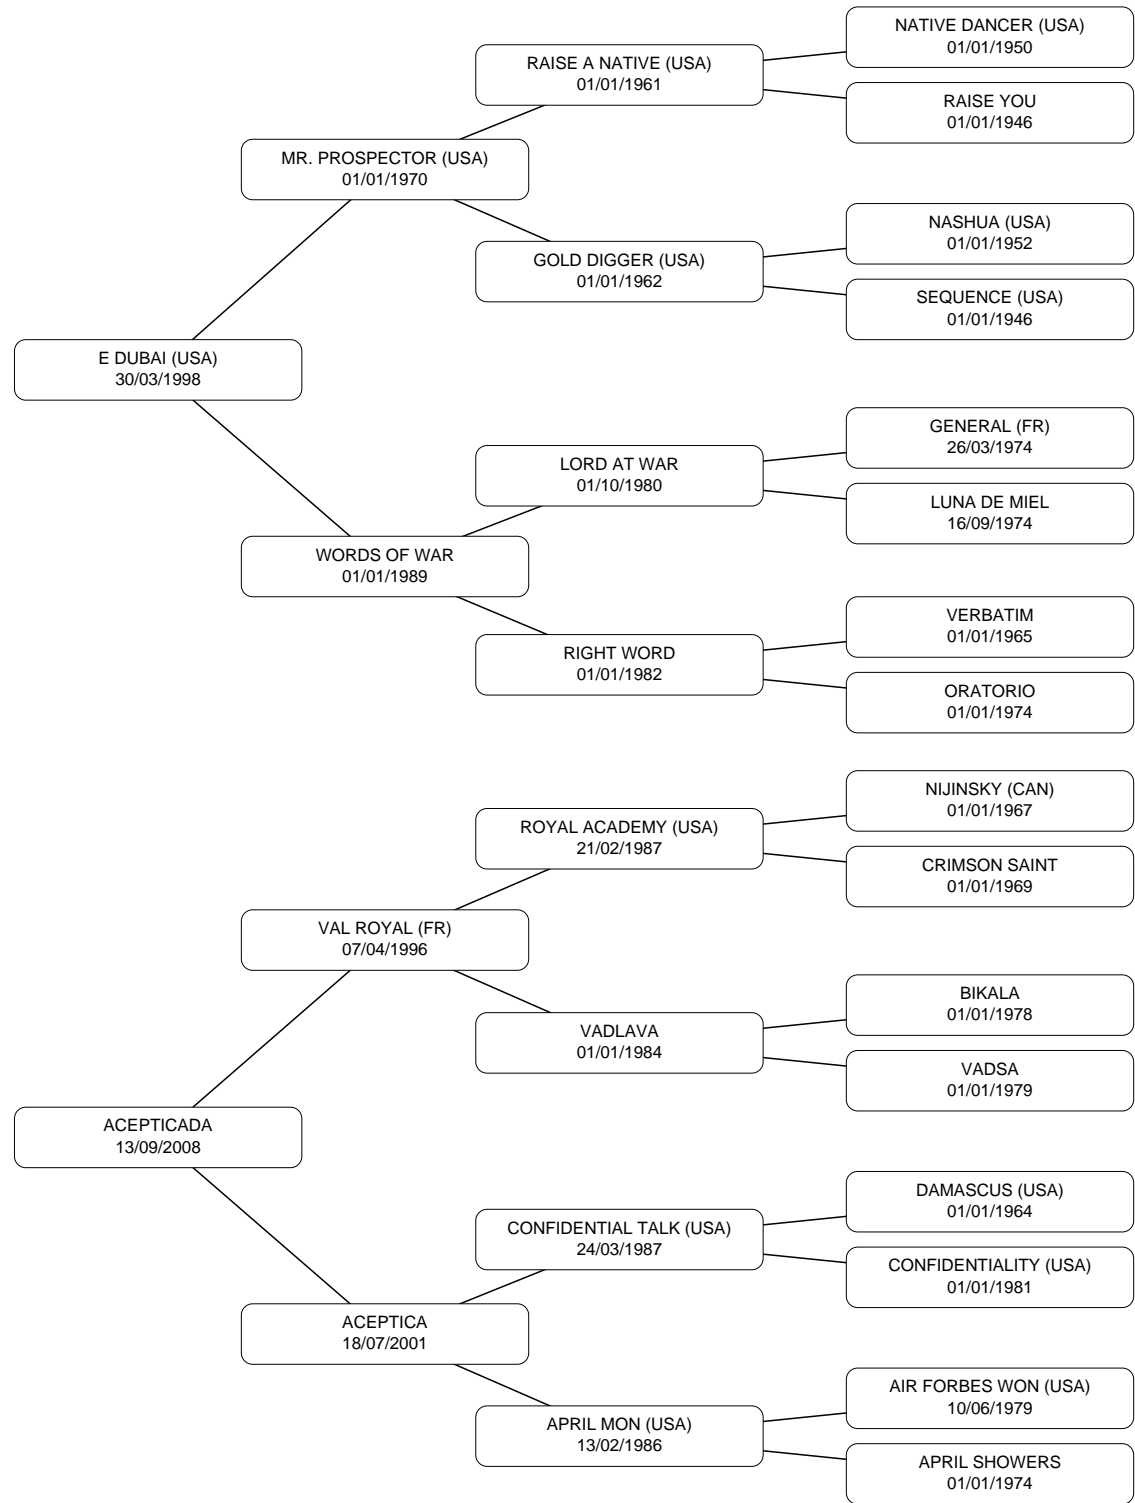 NATIVE DANCER (USA)
01/01/1950
RAISE A NATIVE (USA)
01/01/1961
RAISE YOU
01/01/1946
MR. PROSPECTOR (USA)
01/01/1970
NASHUA (USA)
01/01/1952
GOLD DIGGER (USA)
01/01/1962
SEQUENCE (USA)
01/01/1946
E DUBAI (USA)
30/03/1998
GENERAL (FR)
26/03/1974
LORD AT WAR
01/10/1980
LUNA DE MIEL
16/09/1974
WORDS OF WAR
01/01/1989
VERBATIM
01/01/1965
RIGHT WORD
01/01/1982
ORATORIO
01/01/1974
NIJINSKY (CAN)
01/01/1967
ROYAL ACADEMY (USA)
21/02/1987
CRIMSON SAINT
01/01/1969
VAL ROYAL (FR)
07/04/1996
BIKALA
01/01/1978
VADLAVA
01/01/1984
VADSA
01/01/1979
ACEPTICADA
13/09/2008
DAMASCUS (USA)
01/01/1964
CONFIDENTIAL TALK (USA)
24/03/1987
CONFIDENTIALITY (USA)
01/01/1981
ACEPTICA
18/07/2001
AIR FORBES WON (USA)
10/06/1979
APRIL MON (USA)
13/02/1986
APRIL SHOWERS
01/01/1974